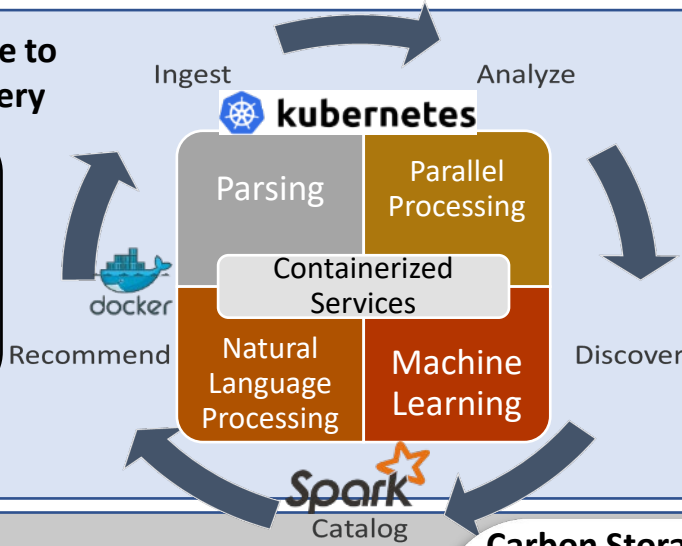 e to
ery
Ingest
Analyze
kubernetes
Parsing
Parallel
Processing
Containerized
Services
docker
Recommend
Discover
Natural
Language
Processing
Machine
Learning
Spark
Catalog
Carbon Stora